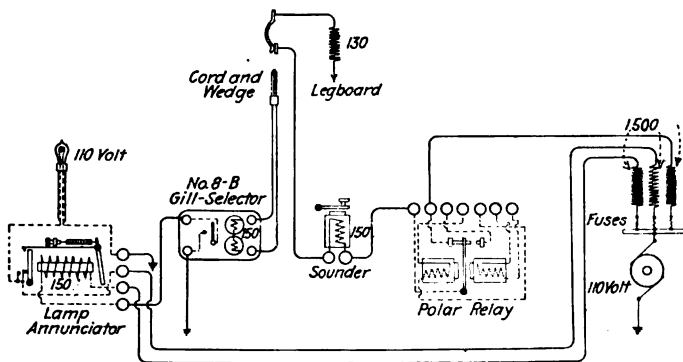 130
Cord and
Wedge
Legboard
1,500
110 Volt
No. 8-B
Gill-Selector
150
150
Sounder
Fuses
150
Lamp
Annunciator
Polar Relay
110 Volt